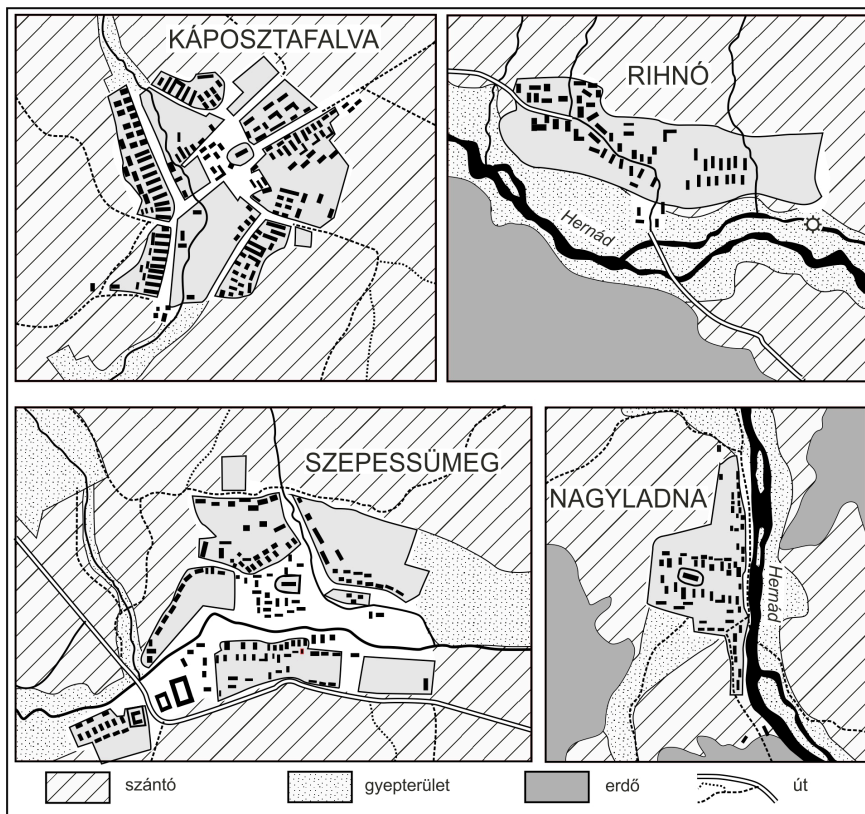 KÁPOSZTAFALVA
RIHNÓ
Hernád
SZEPESSÜMEG
NAGYLADNA
Hernád
szántó
gyepterület
erdő
út